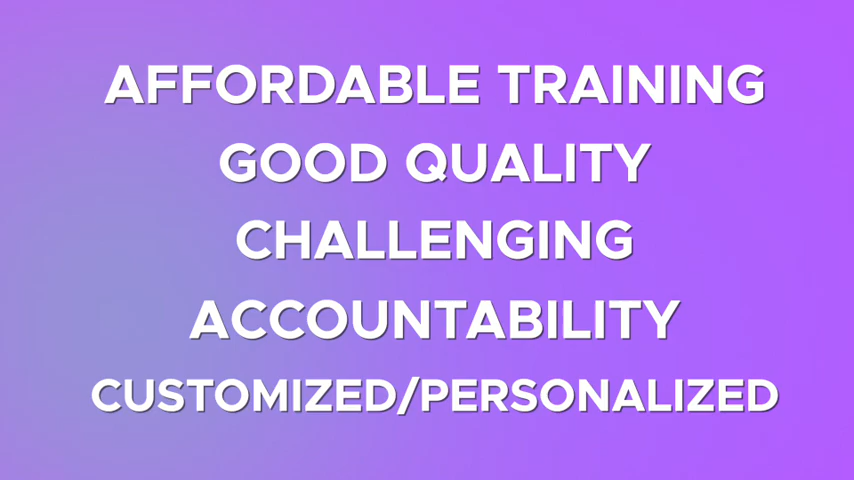 AFFORDABLE TRAINING
GOOD QUALITY
CHALLENGING
ACCOUNTABILITY
CUSTOMIZED/PERSONALIZED